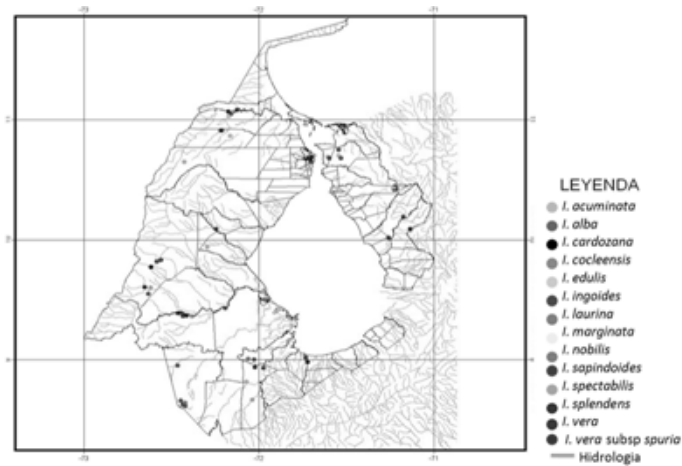 LEYENDA
I. acuminata
I. alba
I. cardozana
I. cocleensis
I. edulis
I. ingoides
I. laurina
I. marginata
I. nobilis
I. sapindoides
I. spectabilis
I. splendens
I. vera
I. vera subsp spuria
Hidrologia